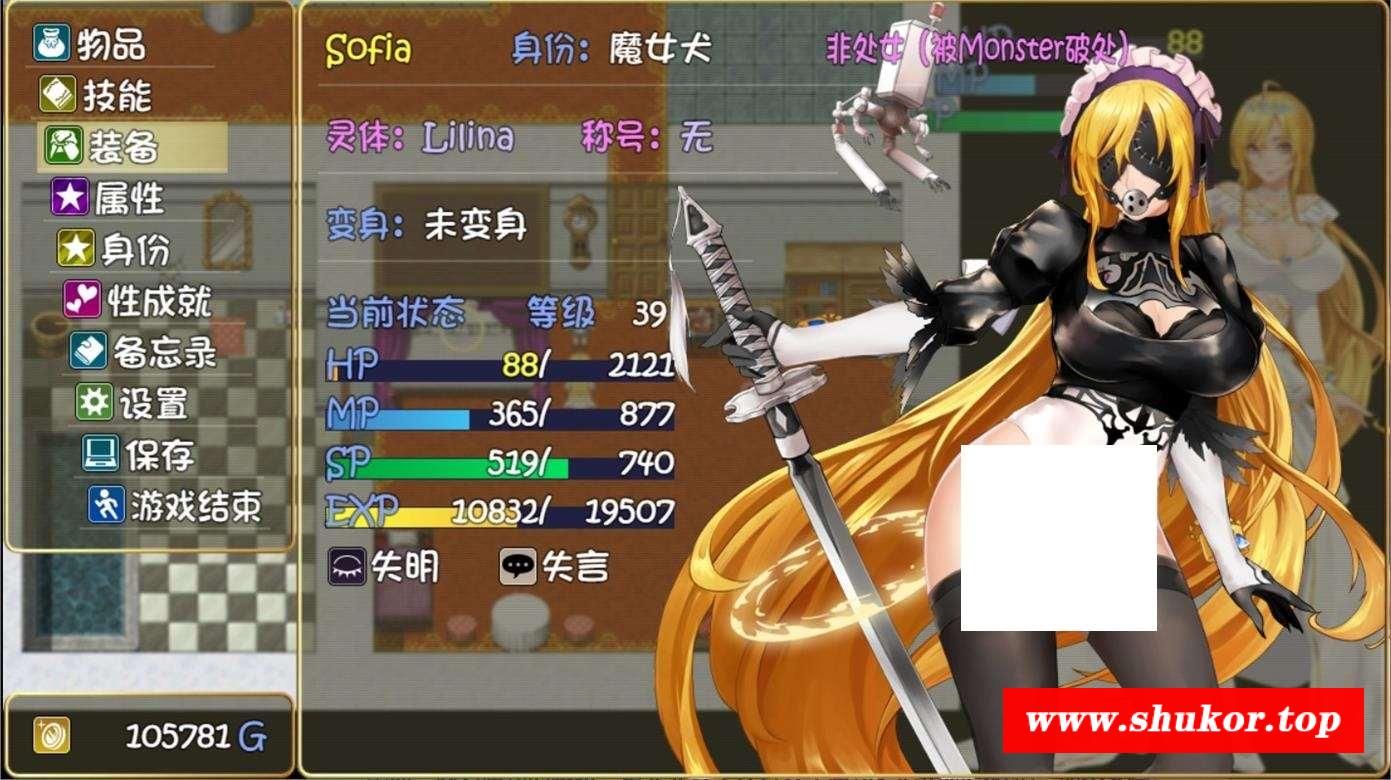 物品
技能
装备
属性
身份
性成就
备忘录
设置
保存
游戏结束
105781 G
Sofia 身份: 魔女犬 非处女 (被Monster破处)
灵体: Lilina 称号: 无
变身: 未变身
当前状态 等级 39
HP 88/ 2121
MP 365/ 877
SP 519/ 740
EXP 10832/ 19507
失明 失言
HP 88
MP
www.shukor.top